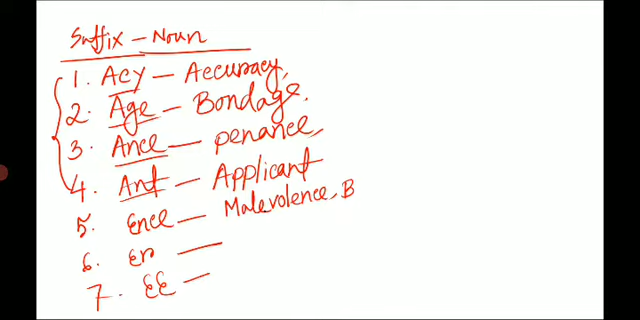 Suffix - Noun
1. Acy - Accuracy,
2. Age - Bondage,
3. Ance - penance,
4. Ant - Applicant
5. Ence - Malevolence, B
6. Er -
7. EE -